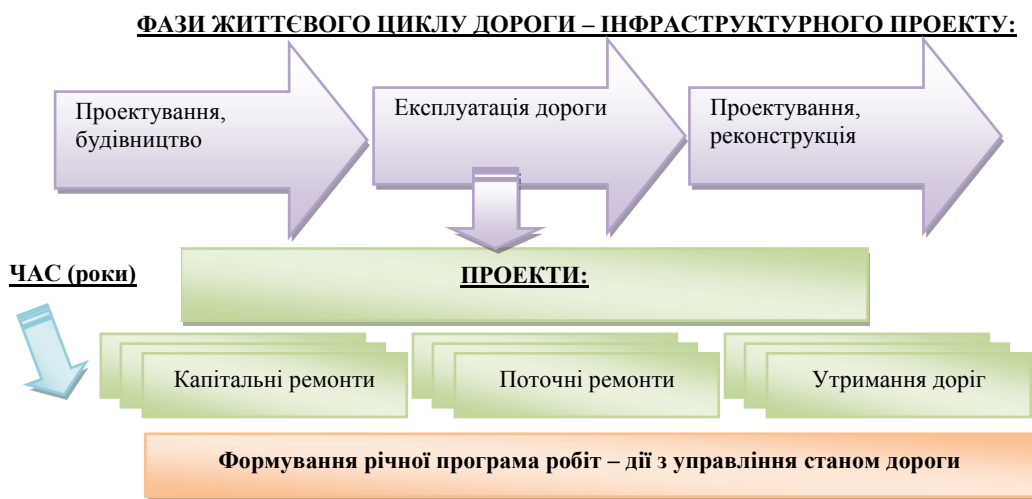 ФАЗИ ЖИТТЄВОГО ЦИКЛУ ДОРОГИ – ІНФРАСТРУКТУРНОГО ПРОЕКТУ:
Проектування,
будівництво
Експлуатація дороги
Проектування,
реконструкція
ЧАС (роки)
ПРОЕКТИ:
Капітальні ремонти
Поточні ремонти
Утримання доріг
Формування річної програма робіт – дії з управління станом дороги